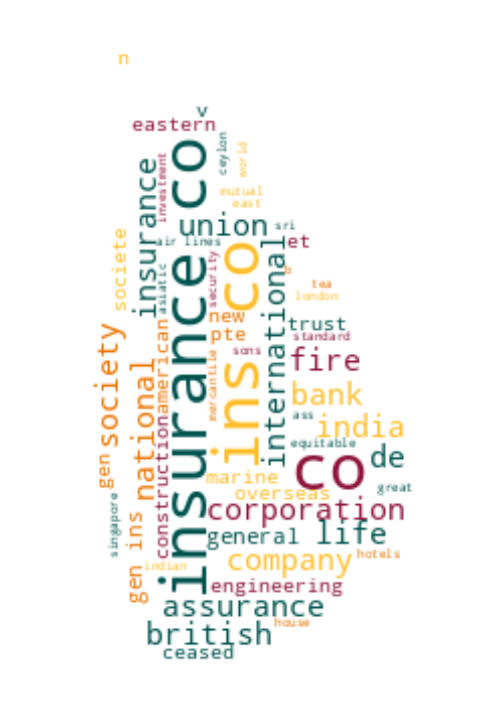 n
v
eastern
ceylon
world
insurance co
investment
insurance
mutual
east
union
sri
air lines
et
societe
asiatic
security
ins co
international
b
tea
london
new
trust
pte
standard
american
society
mercantile
sons
fire
national
bank
ass
india
construction
equitable
de
co
gen
marine
overseas
great
singapore
corporation
gen ins
general
life
company
hotels
indian
engineering
assurance
house
british
ceased